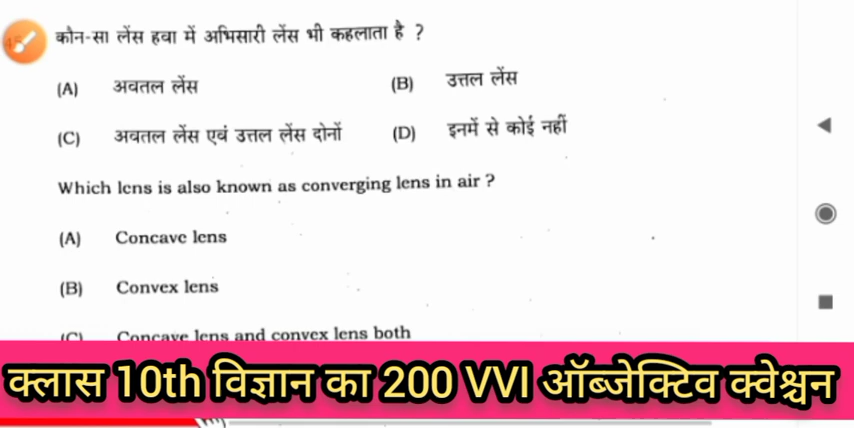 कौन-सा लेंस हवा में अभिसारी लेंस भी कहलाता है ?
(A) अवतल लेंस (B) उत्तल लेंस
(C) अवतल लेंस एवं उत्तल लेंस दोनों (D) इनमें से कोई नहीं
Which lens is also known as converging lens in air ?
(A) Concave lens
(B) Convex lens
(C) Concave lens and convex lens both
क्लास 10th विज्ञान का 200 VVI ऑब्जेक्टिव क्वेश्चन